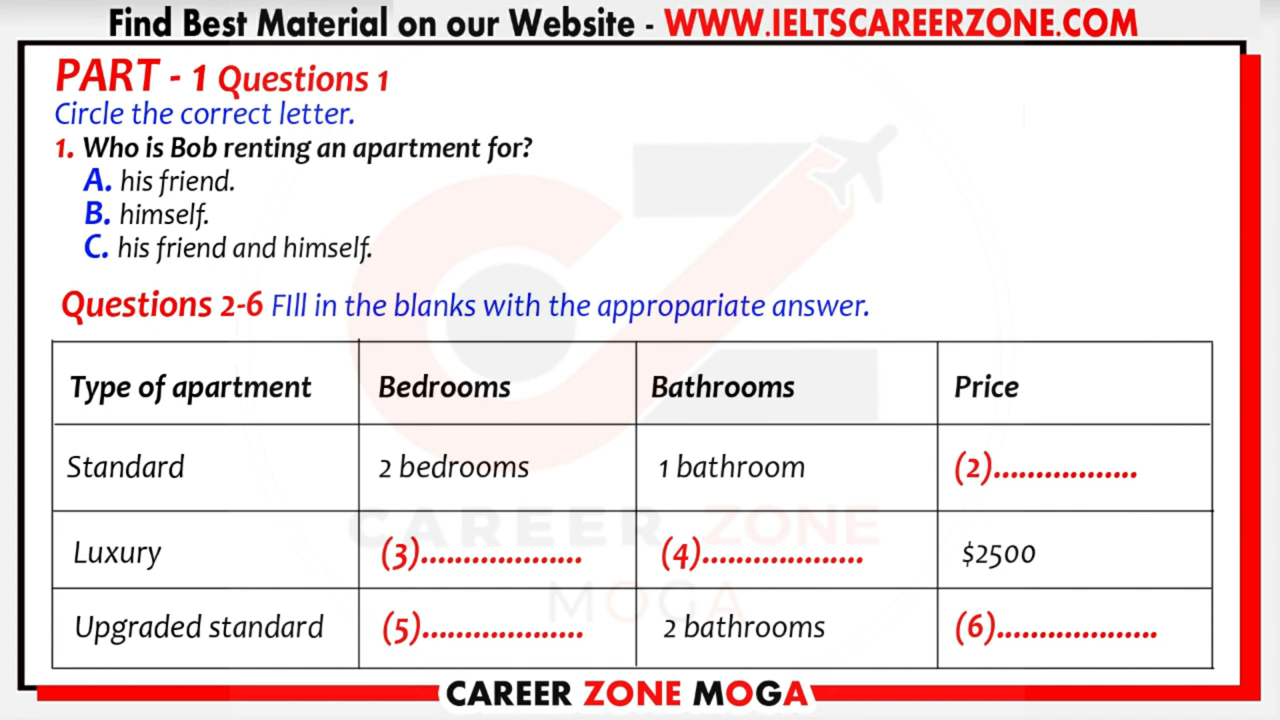 Find Best Material on our Website - WWW.IELTSCAREERZONE.COM
PART - 1 Questions 1
Circle the correct letter.
1. Who is Bob renting an apartment for?
A. his friend.
B. himself.
C. his friend and himself.
Questions 2-6 FIll in the blanks with the appropariate answer.
Type of apartment Bedrooms Bathrooms Price
Standard 2 bedrooms 1 bathroom (2).................
Luxury (3)................... (4)................... $2500
Upgraded standard (5)................... 2 bathrooms (6)...................
CAREER ZONE
MOGA
CAREER ZONE MOGA